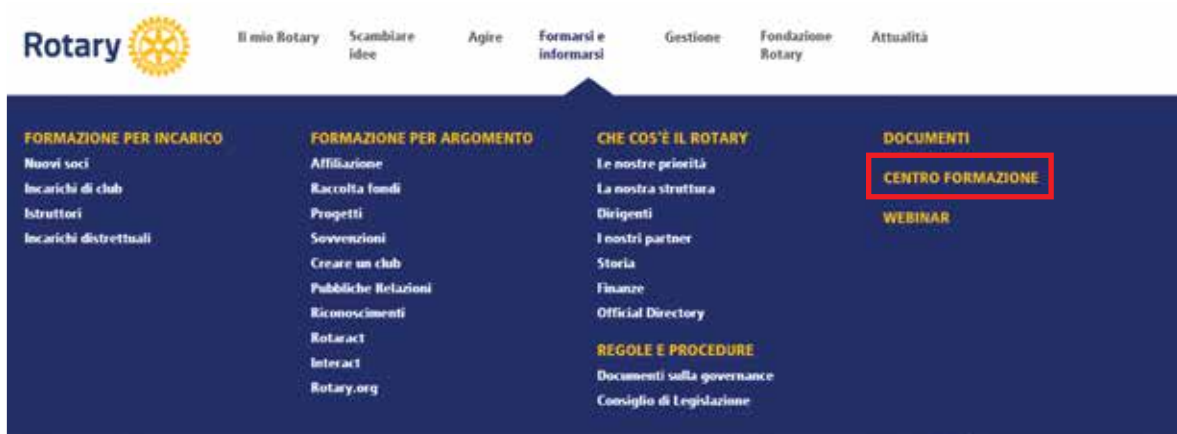 Rotary
Il mio Rotary
Scambiare
idee
Agire
Formarsi e
informarsi
Gestione
Fondazione
Rotary
Attualità
FORMAZIONE PER INCARICO
Nuovi soci
Incarichi di club
Istruttori
Incarichi distrettuali
FORMAZIONE PER ARGOMENTO
Affiliazione
Raccolta fondi
Progetti
Sovvenzioni
Creare un club
Pubbliche Relazioni
Riconoscimenti
Rotaract
Interact
Rotary.org
CHE COS'È IL ROTARY
Le nostre priorità
La nostra struttura
Dirigenti
I nostri partner
Storia
Finanze
Official Directory
REGOLE E PROCEDURE
Documenti sulla governance
Consiglio di Legislazione
DOCUMENTI
CENTRO FORMAZIONE
WEBINAR